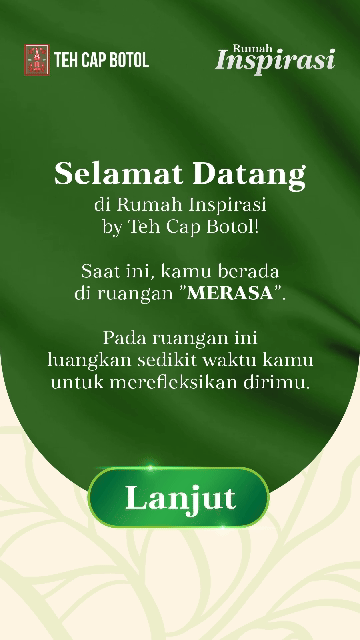 TEH CAP BOTOL
Rumah
Inspirasi
Selamat Datang
di Rumah Inspirasi
by Teh Cap Botol!
Saat ini, kamu berada
di ruangan "MERASA".
Pada ruangan ini
luangkan sedikit waktu kamu
untuk merefleksikan dirimu.
Lanjut